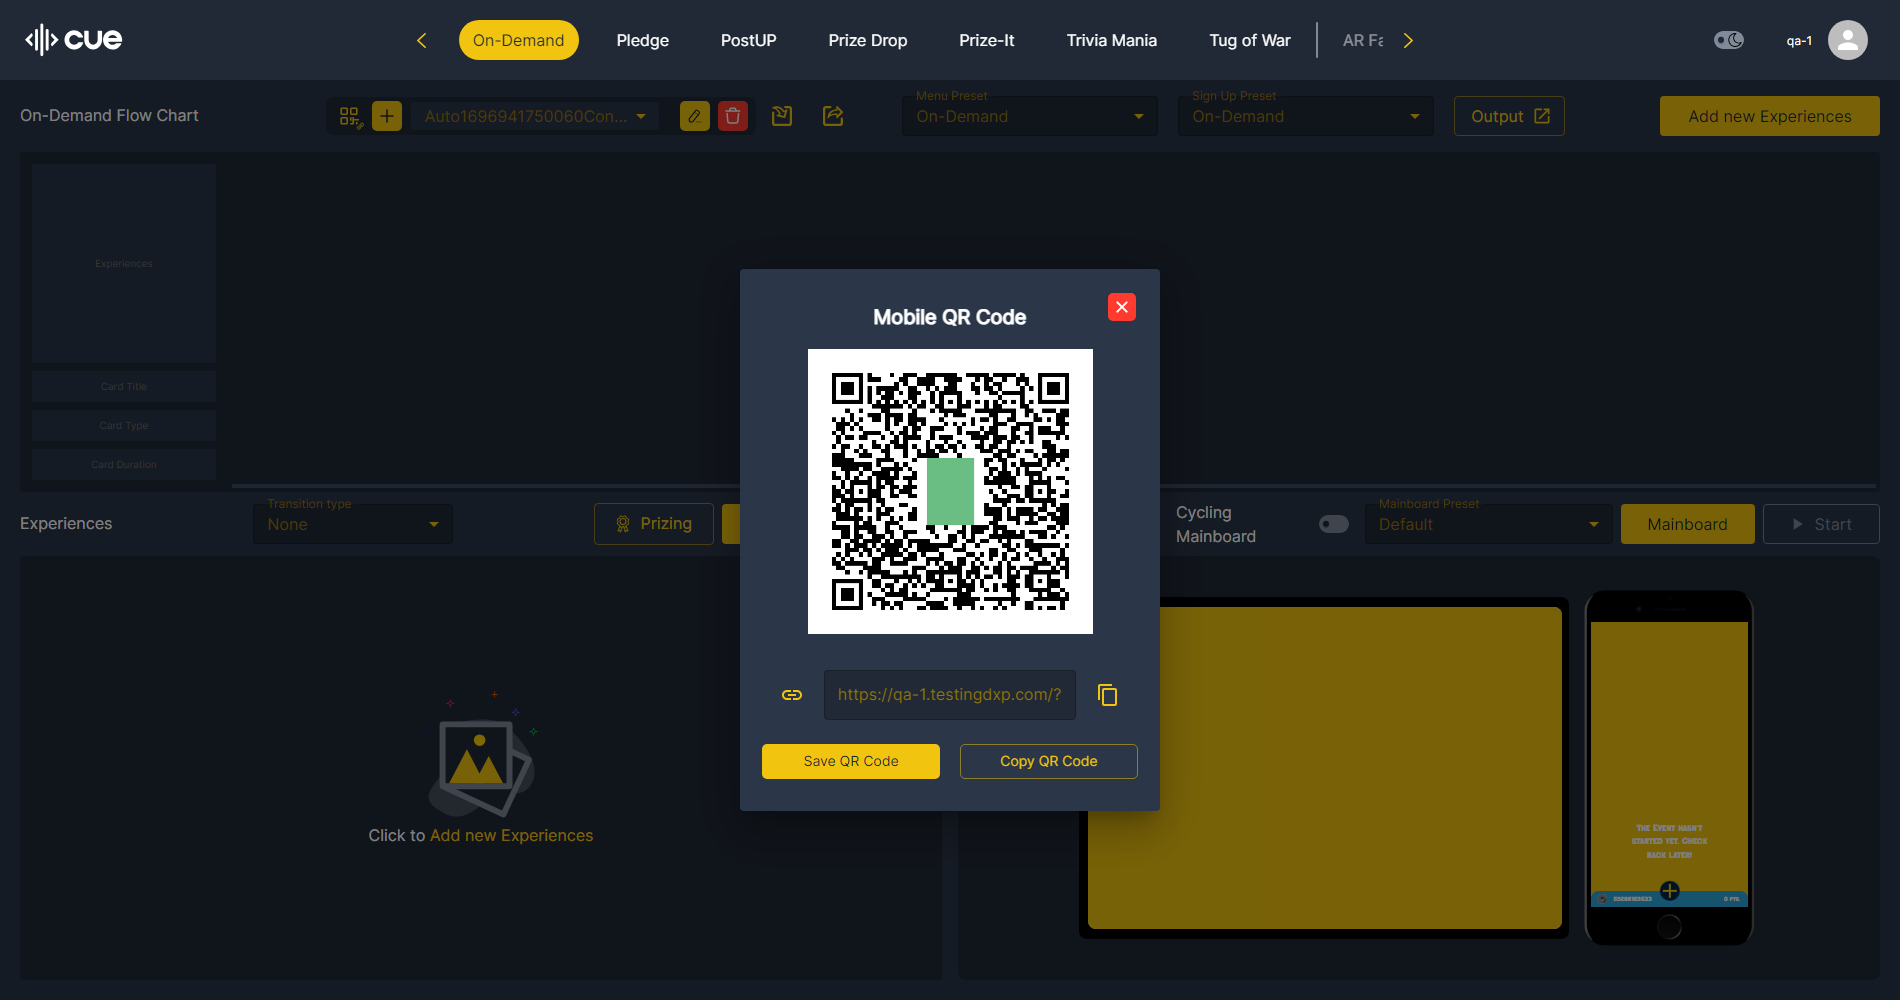 cue
On-Demand
Pledge
PostUP
Prize Drop
Prize-It
Trivia Mania
Tug of War
AR Fa
qa-1
On-Demand Flow Chart
Auto1696941750060Con...
Menu Preset
On-Demand
Sign Up Preset
On-Demand
Output
Add new Experiences
Experiences
Card Title
Card Type
Card Duration
Mobile QR Code
https://qa-1.testingdxp.com/?
Save QR Code
Copy QR Code
Experiences
Transition type
None
Prizing
Cycling
Mainboard
Mainboard Preset
Default
Mainboard
Start
Click to Add new Experiences
The Event hasn't
started yet. Check
back later!
0 Pts.